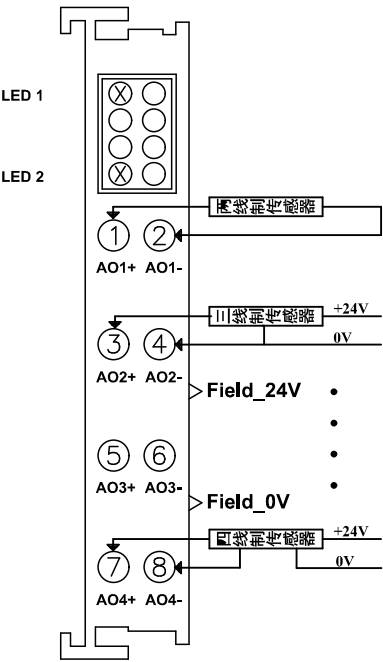 LED 1
LED 2
两线制传感器
1 2
AO1+ AO1-
三线制传感器 +24V
0V
3 4
AO2+ AO2-
Field_24V
5 6
AO3+ AO3-
Field_0V
四线制传感器 +24V
0V
7 8
AO4+ AO4-